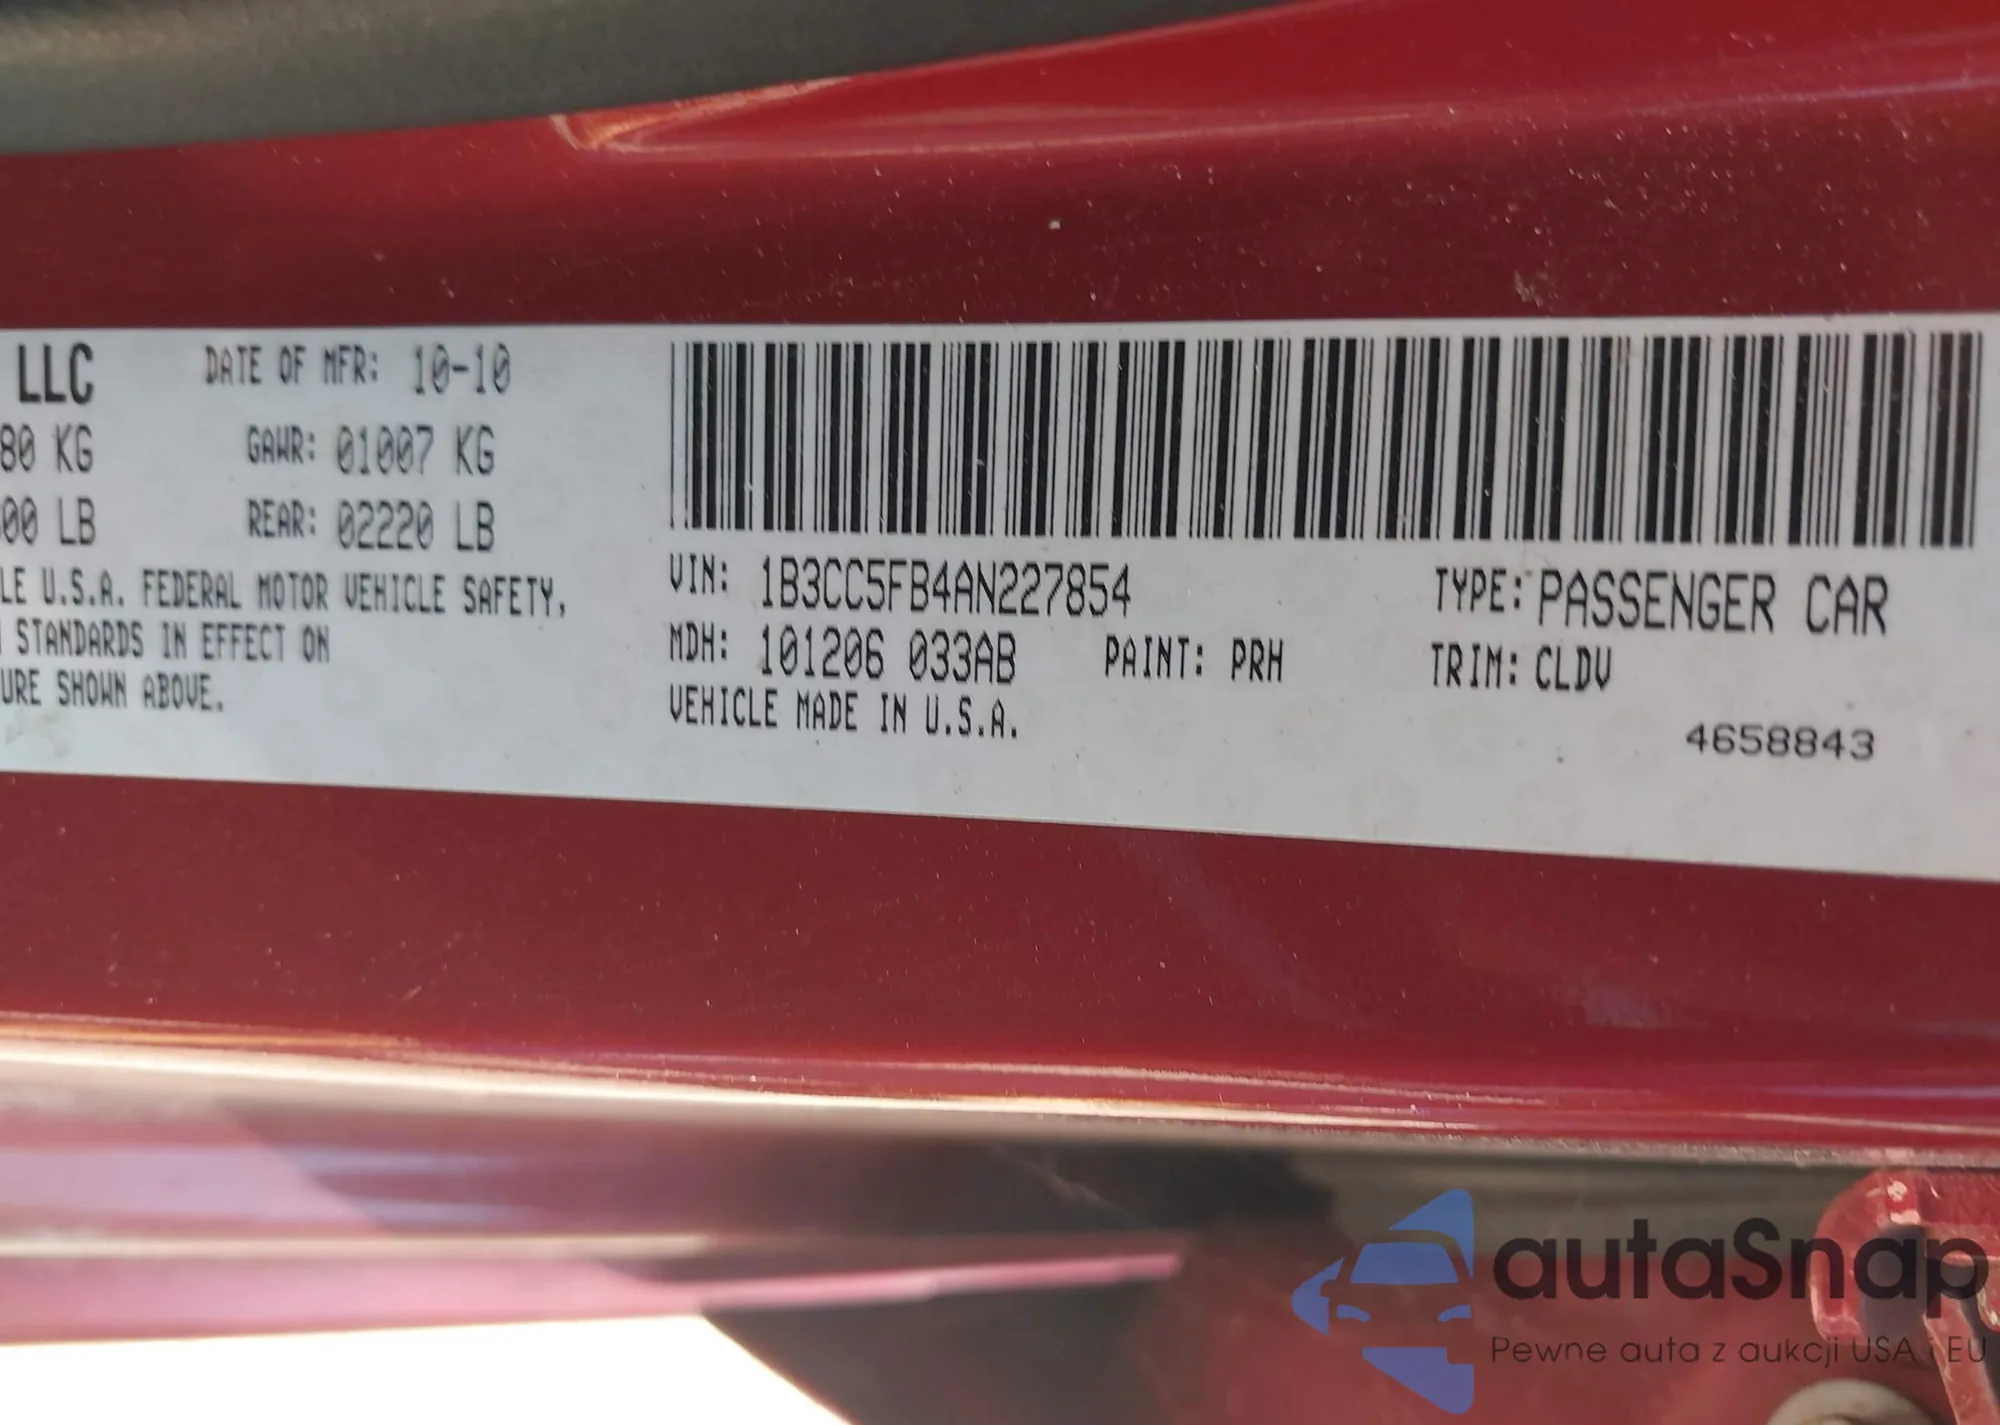 LLC DATE OF MFR: 10-10
80 KG GAWR: 01007 KG
00 LB REAR: 02220 LB
LE U.S.A. FEDERAL MOTOR VEHICLE SAFETY,
STANDARDS IN EFFECT ON
URE SHOWN ABOVE.
VIN: 1B3CC5FB4AN227854 TYPE: PASSENGER CAR
MDH: 101206 033AB PAINT: PRH TRIM: CLDV
VEHICLE MADE IN U.S.A.
4658843
autaSnap
Pewne auta z aukcji USA i EU